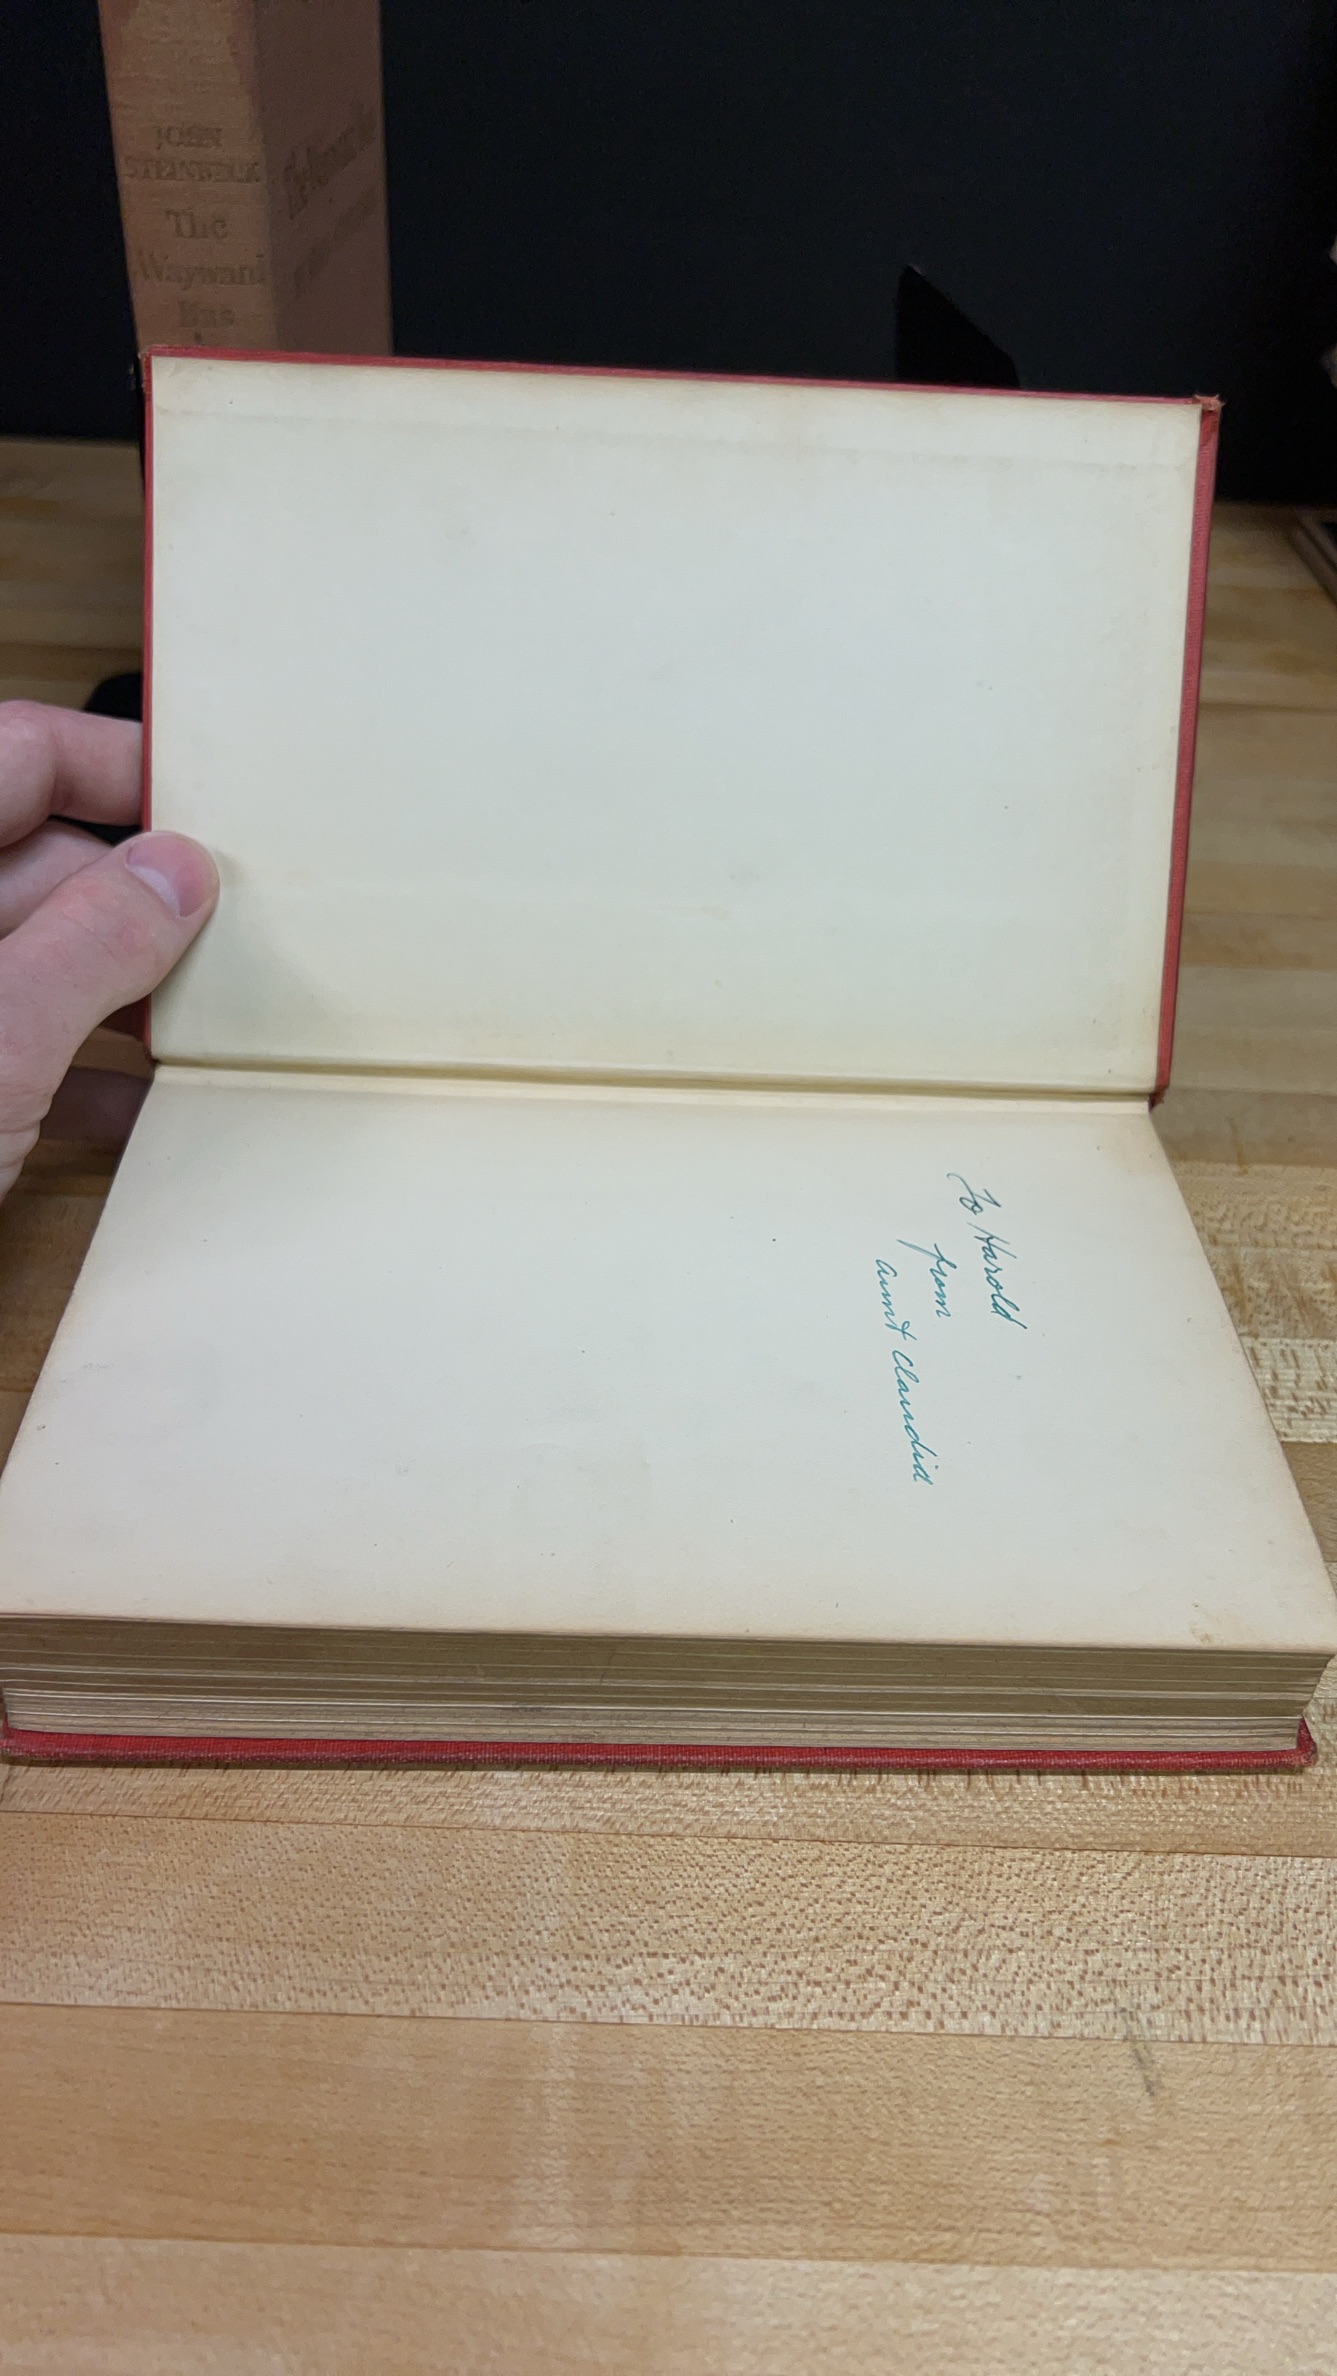 JOHN
STEINBECK
The
Wayward
Bus
To Harold
from
aunt Claudia